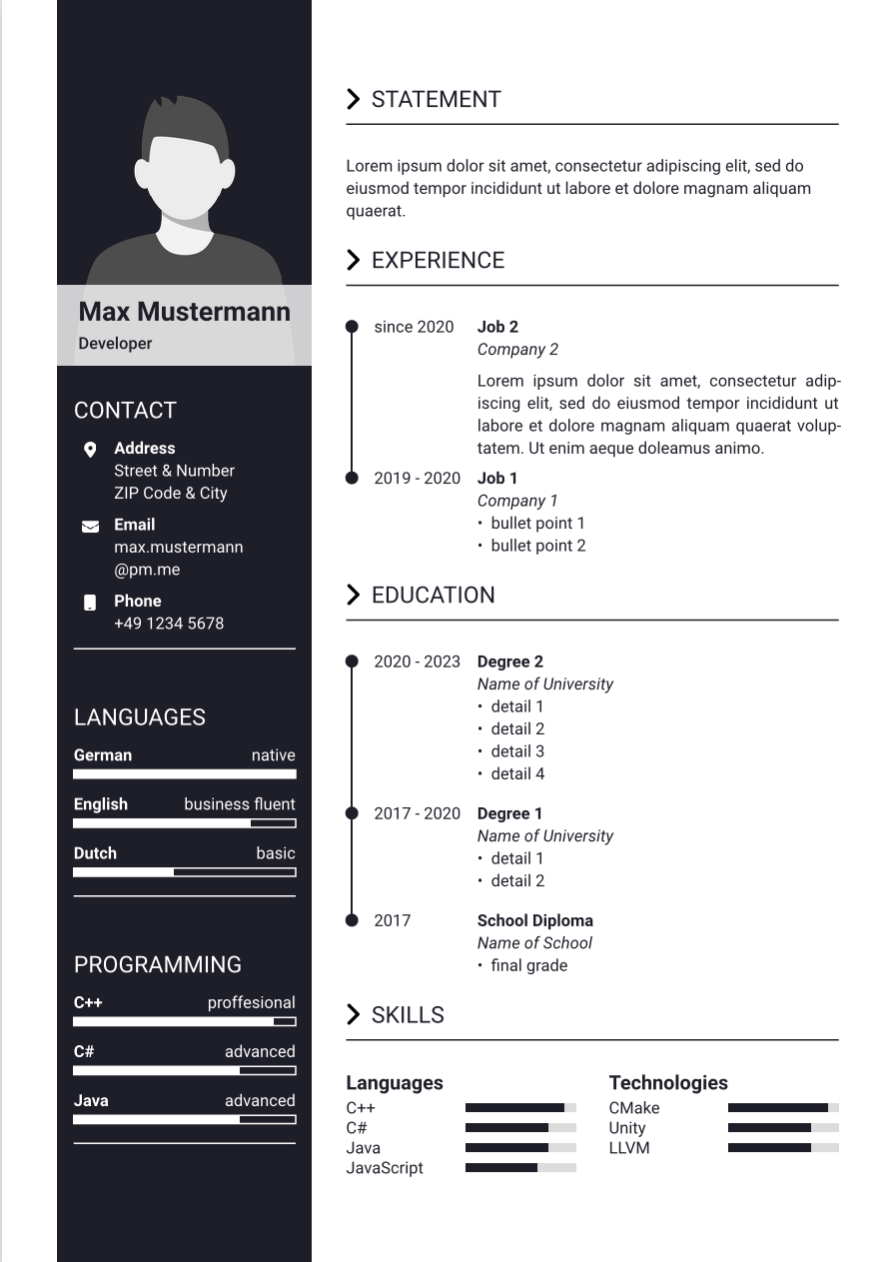 Max Mustermann
Developer
CONTACT
Address
Street & Number
ZIP Code & City
Email
max.mustermann
@pm.me
Phone
+49 1234 5678
LANGUAGES
German native
English business fluent
Dutch basic
PROGRAMMING
C++ proffesional
C# advanced
Java advanced
STATEMENT
Lorem ipsum dolor sit amet, consectetur adipiscing elit, sed do
eiusmod tempor incididunt ut labore et dolore magnam aliquam
quaerat.
EXPERIENCE
since 2020 Job 2
Company 2
Lorem ipsum dolor sit amet, consectetur adip-
iscing elit, sed do eiusmod tempor incididunt ut
labore et dolore magnam aliquam quaerat volup-
tatem. Ut enim aeque doleamus animo.
2019 - 2020 Job 1
Company 1
• bullet point 1
• bullet point 2
EDUCATION
2020 - 2023 Degree 2
Name of University
• detail 1
• detail 2
• detail 3
• detail 4
2017 - 2020 Degree 1
Name of University
• detail 1
• detail 2
2017 School Diploma
Name of School
• final grade
SKILLS
Languages
C++
C#
Java
JavaScript
Technologies
CMake
Unity
LLVM